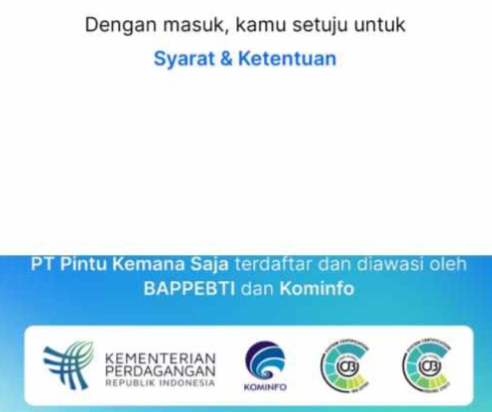 Dengan masuk, kamu setuju untuk
Syarat & Ketentuan
PT Pintu Kemana Saja terdaftar dan diawasi oleh
BAPPEBTI dan Kominfo
KEMENTERIAN
PERDAGANGAN
REPUBLIK INDONESIA
KOMINFO